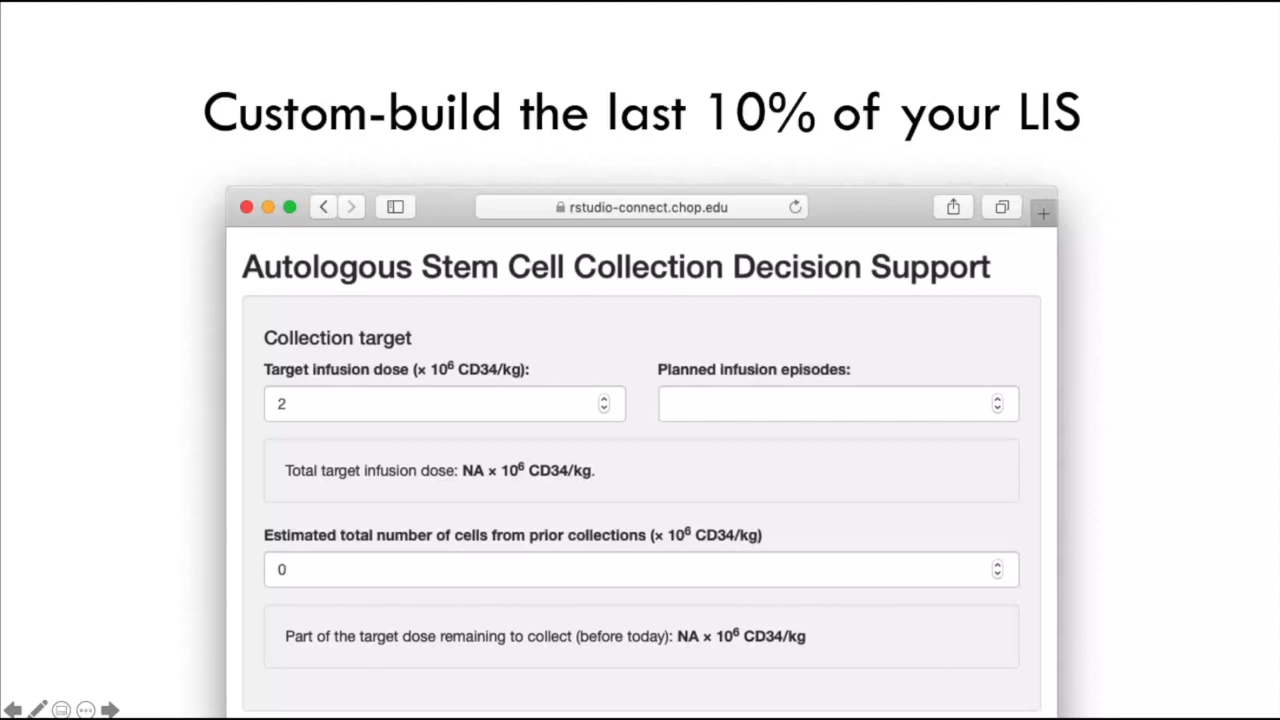 Custom-build the last 10% of your LIS
rstudio-connect.chop.edu
Autologous Stem Cell Collection Decision Support
Collection target
Target infusion dose (× 10⁶ CD34/kg):
Planned infusion episodes:
2
Total target infusion dose: NA × 10⁶ CD34/kg.
Estimated total number of cells from prior collections (× 10⁶ CD34/kg)
0
Part of the target dose remaining to collect (before today): NA × 10⁶ CD34/kg